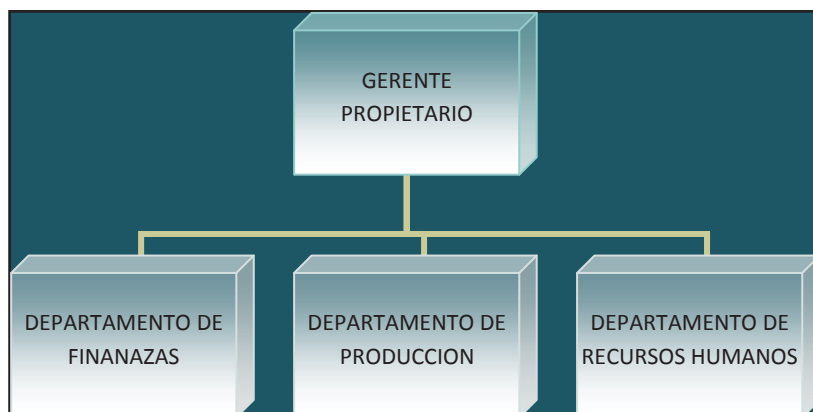 GERENTE
PROPIETARIO
DEPARTAMENTO DE
FINANAZAS
DEPARTAMENTO DE
PRODUCCION
DEPARTAMENTO DE
RECURSOS HUMANOS